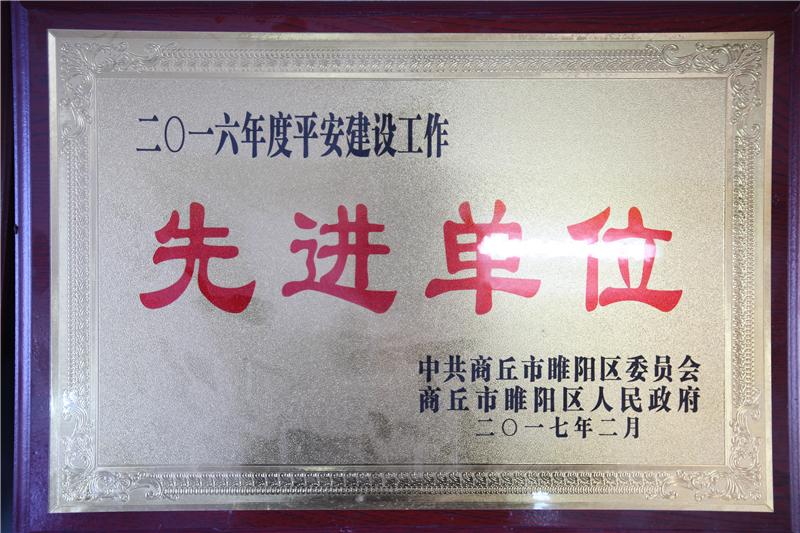 二〇一六年度平安建设工作
先进单位
中共商丘市睢阳区委员会
商丘市睢阳区人民政府
二〇一七年二月